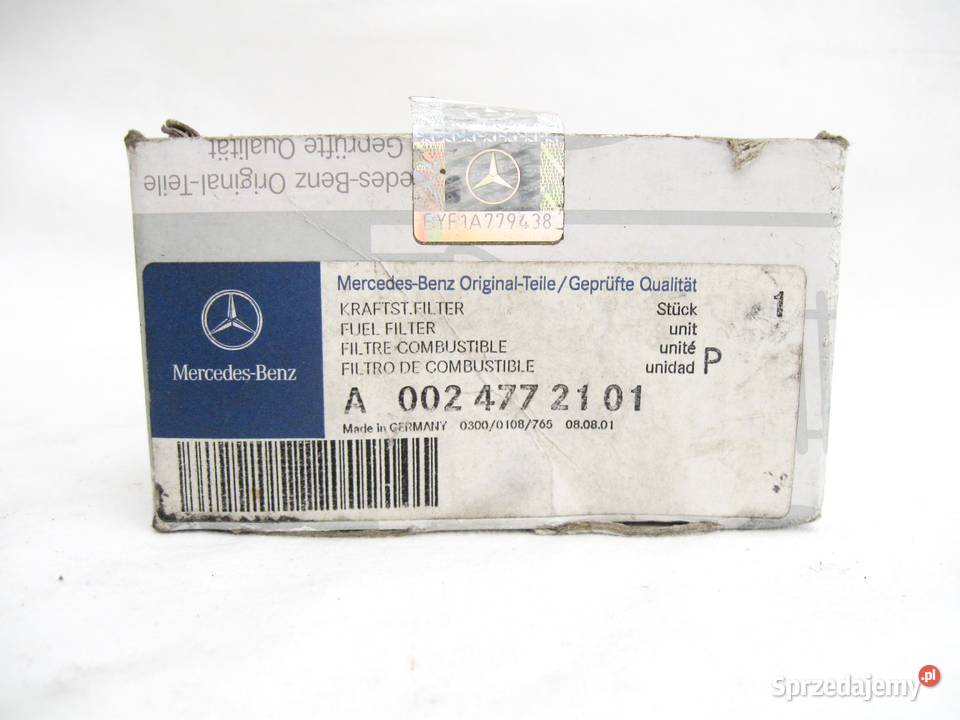 Geprüfte Qualität
edes-Benz Original-Teile
EYF1A779438
Mercedes-Benz
Mercedes-Benz Original-Teile/Geprüfte Qualität
KRAFTST.FILTER Stück 1
FUEL FILTER unit
FILTRE COMBUSTIBLE unité
FILTRO DE COMBUSTIBLE unidad P
A 002 477 21 01
Made in GERMANY 0300/0108/765 08.08.01
Sprzedajemy.pl